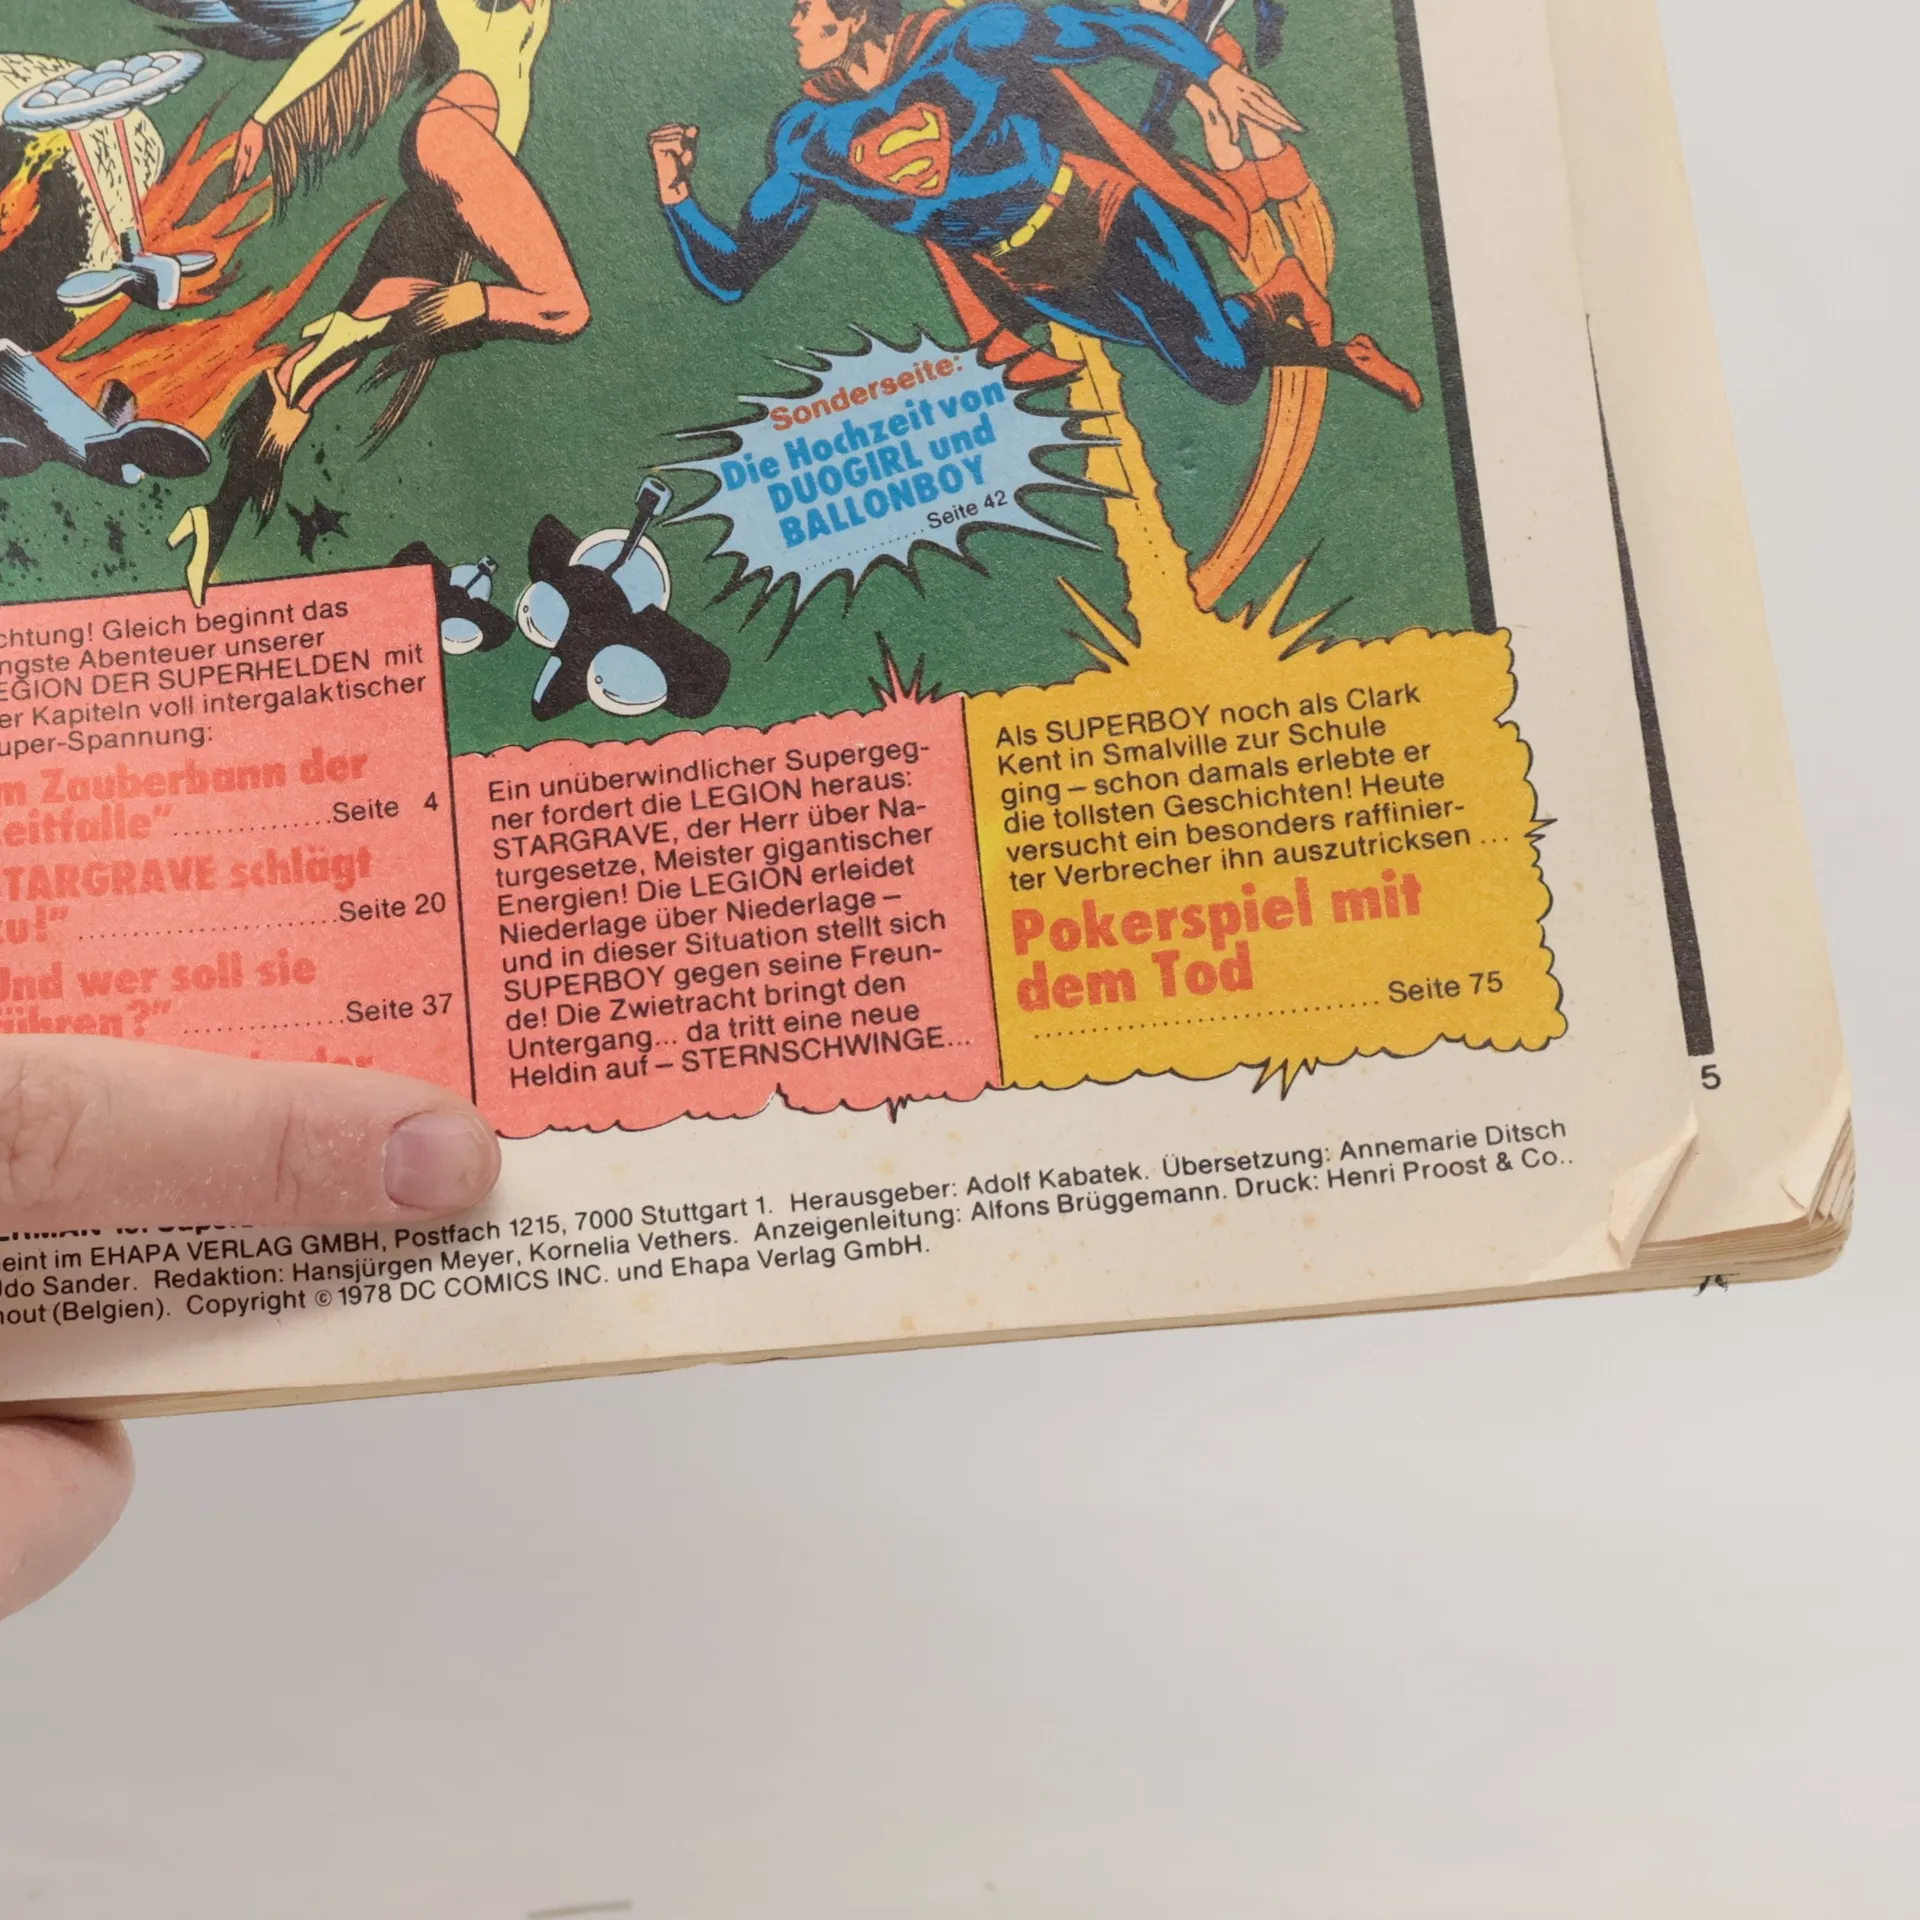 Sonderseite:
Die Hochzeit von
DUOGIRL und
BALLONBOY
..............Seite 42
chtung! Gleich beginnt das
ngste Abenteuer unserer
EGION DER SUPERHELDEN mit
er Kapiteln voll intergalaktischer
uper-Spannung:
m Zauberbann der
eitfalle"...............Seite 4
TARGRAVE schlägt
zu!" .........................Seite 20
Und wer soll sie
führen?" ...............Seite 37
der
Ein unüberwindlicher Supergeg-
ner fordert die LEGION heraus:
STARGRAVE, der Herr über Na-
turgesetze, Meister gigantischer
Energien! Die LEGION erleidet
Niederlage über Niederlage –
und in dieser Situation stellt sich
SUPERBOY gegen seine Freun-
de! Die Zwietracht bringt den
Untergang... da tritt eine neue
Heldin auf – STERNSCHWINGE...
Als SUPERBOY noch als Clark
Kent in Smalville zur Schule
ging – schon damals erlebte er
die tollsten Geschichten! Heute
versucht ein besonders raffinier-
ter Verbrecher ihn auszutricksen ...
Pokerspiel mit
dem Tod
................................. Seite 75
5
eint im EHAPA VERLAG GMBH, Postfach 1215, 7000 Stuttgart 1. Herausgeber: Adolf Kabatek. Übersetzung: Annemarie Ditsch
do Sander. Redaktion: Hansjürgen Meyer, Kornelia Vethers. Anzeigenleitung: Alfons Brüggemann. Druck: Henri Proost & Co..
hout (Belgien). Copyright © 1978 DC COMICS INC. und Ehapa Verlag GmbH.